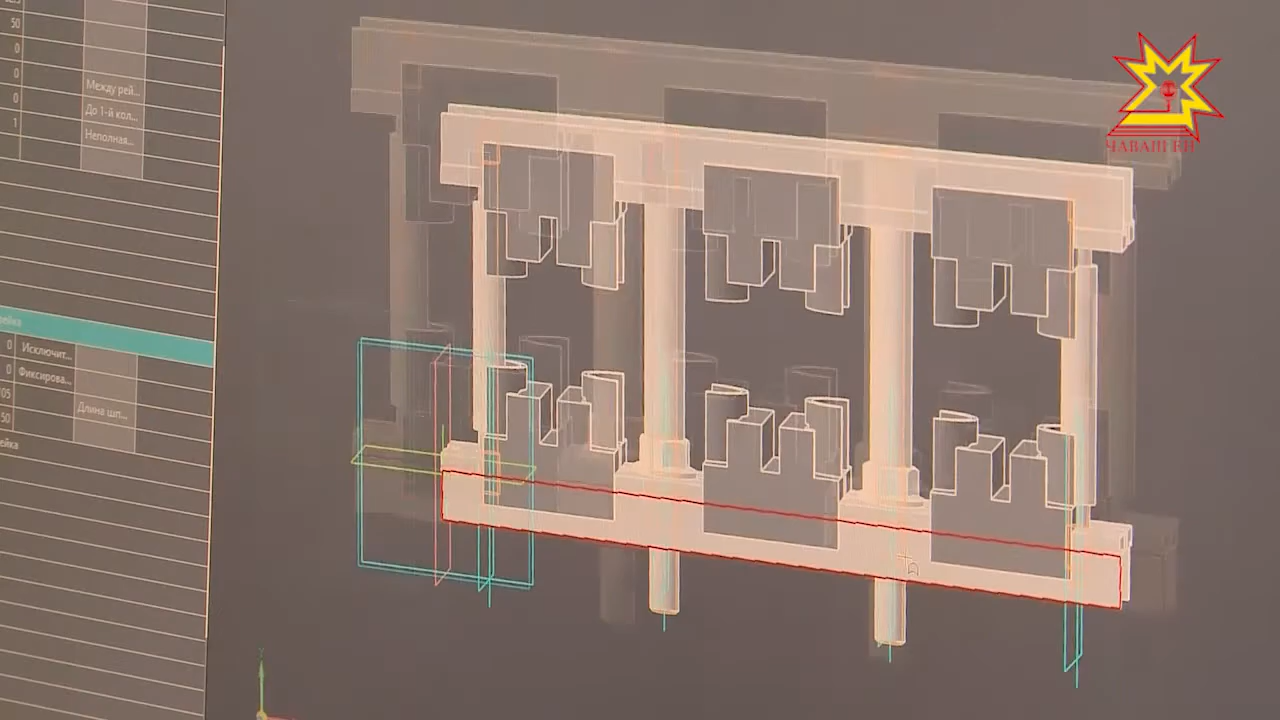 50
0
0
Между рей...
0
До 1-й кол...
1
Неполная...
0
Исключит...
0
Фиксирова...
Длина шп...
50
ЧӐВАШ ЕН